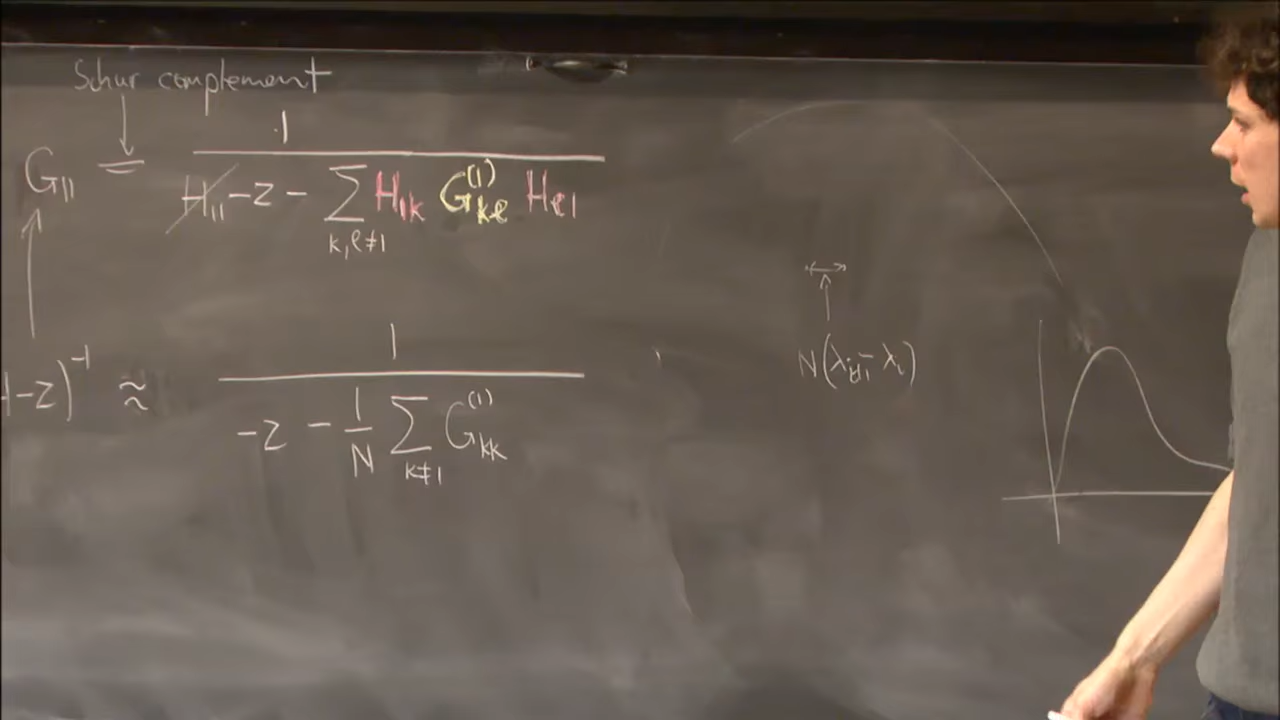 Schur complement
G₁₁ = 1 / (H₁₁ - z - ∑_{k,ℓ≠1} H₁ₖ G⁽¹⁾ₖℓ Hℓ₁)
-z)⁻¹ ≈ 1 / (-z - 1/N ∑_{k≠1} G⁽¹⁾ₖₖ)
N(λᵢ₊₁ - λᵢ)